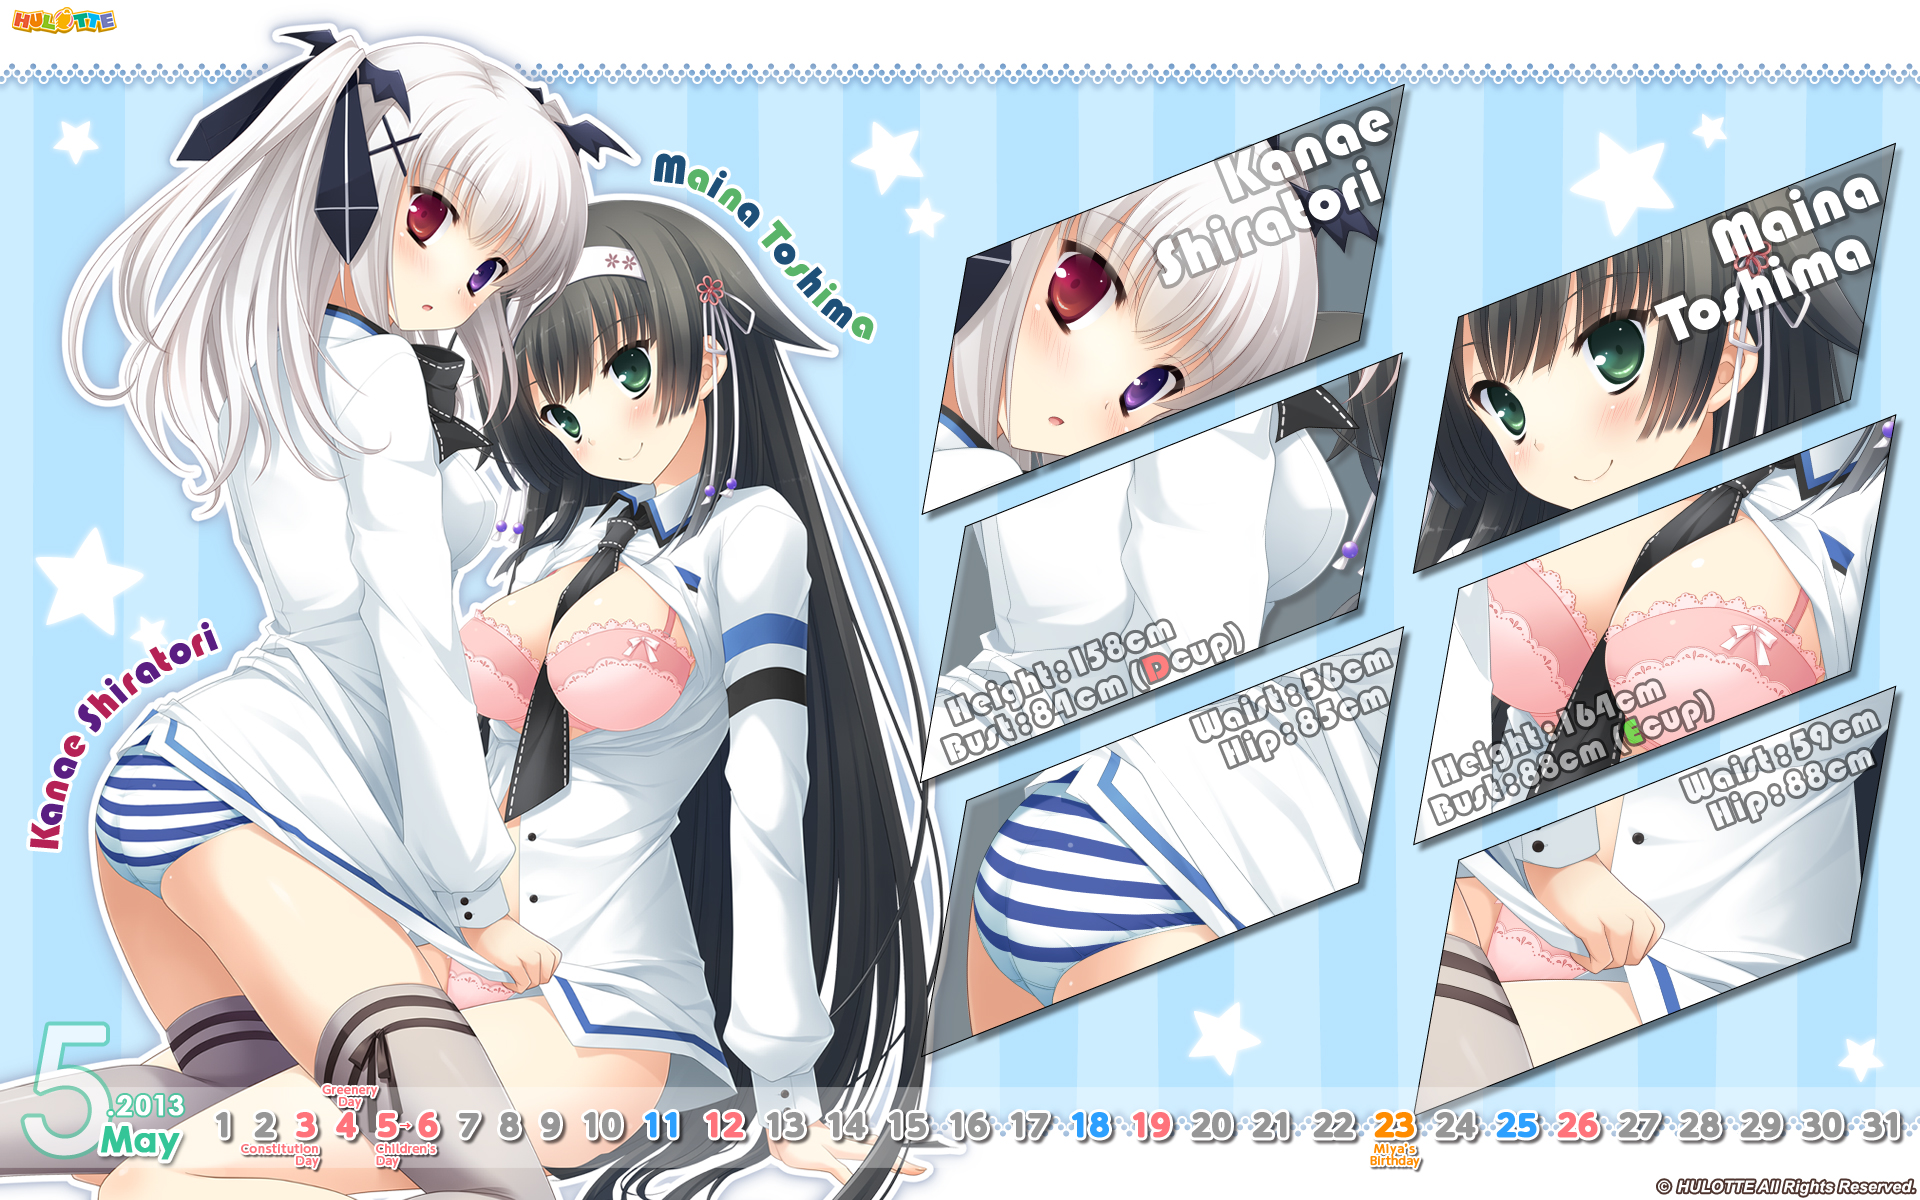 HULOTTE
Maina Toshima
Kanae Shiratori
Kanae
Shiratori
Height : 158cm
Bust : 84cm (Dcup)
Waist : 56cm
Hip : 85cm
Maina
Toshima
Height : 164cm
Bust : 88cm (Ecup)
Waist : 59cm
Hip : 88cm
5.2013
May
1 2 3 4 5→6 7 8 9 10 11 12 13 14 15 16 17 18 19 20 21 22 23 24 25 26 27 28 29 30 31
Constitution
Day
Greenery
Day
Children's
Day
Miya's
Birthday
© HULOTTE All Rights Reserved.